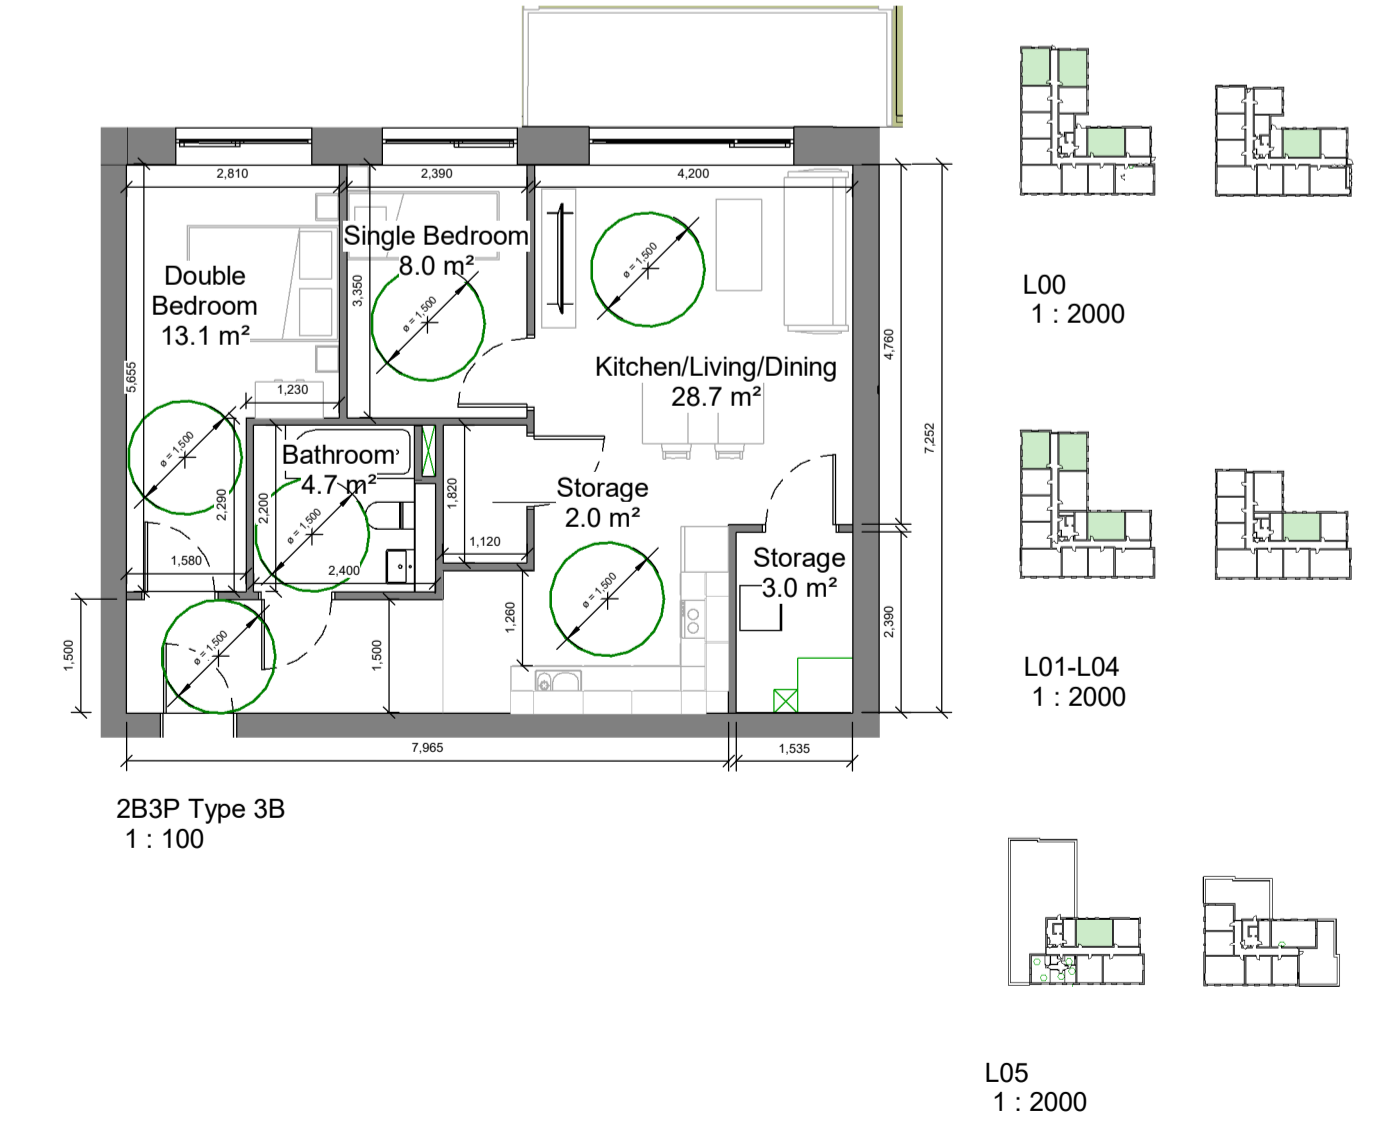 2,810
2,390
4,200
Single Bedroom
8.0 m²
Double
Bedroom
13.1 m²
ø = 1,500
ø = 1,500
3,350
5,655
1,230
Kitchen/Living/Dining
28.7 m²
4,760
7,252
ø = 1,500
2,290
Bathroom
4.7 m²
2,200
ø = 1,500
1,820
Storage
2.0 m²
1,120
1,580
2,400
Storage
3.0 m²
ø = 1,500
1,260
2,390
1,500
ø = 1,500
1,500
7,965
1,535
2B3P Type 3B
1 : 100
L00
1 : 2000
L01-L04
1 : 2000
L05
1 : 2000